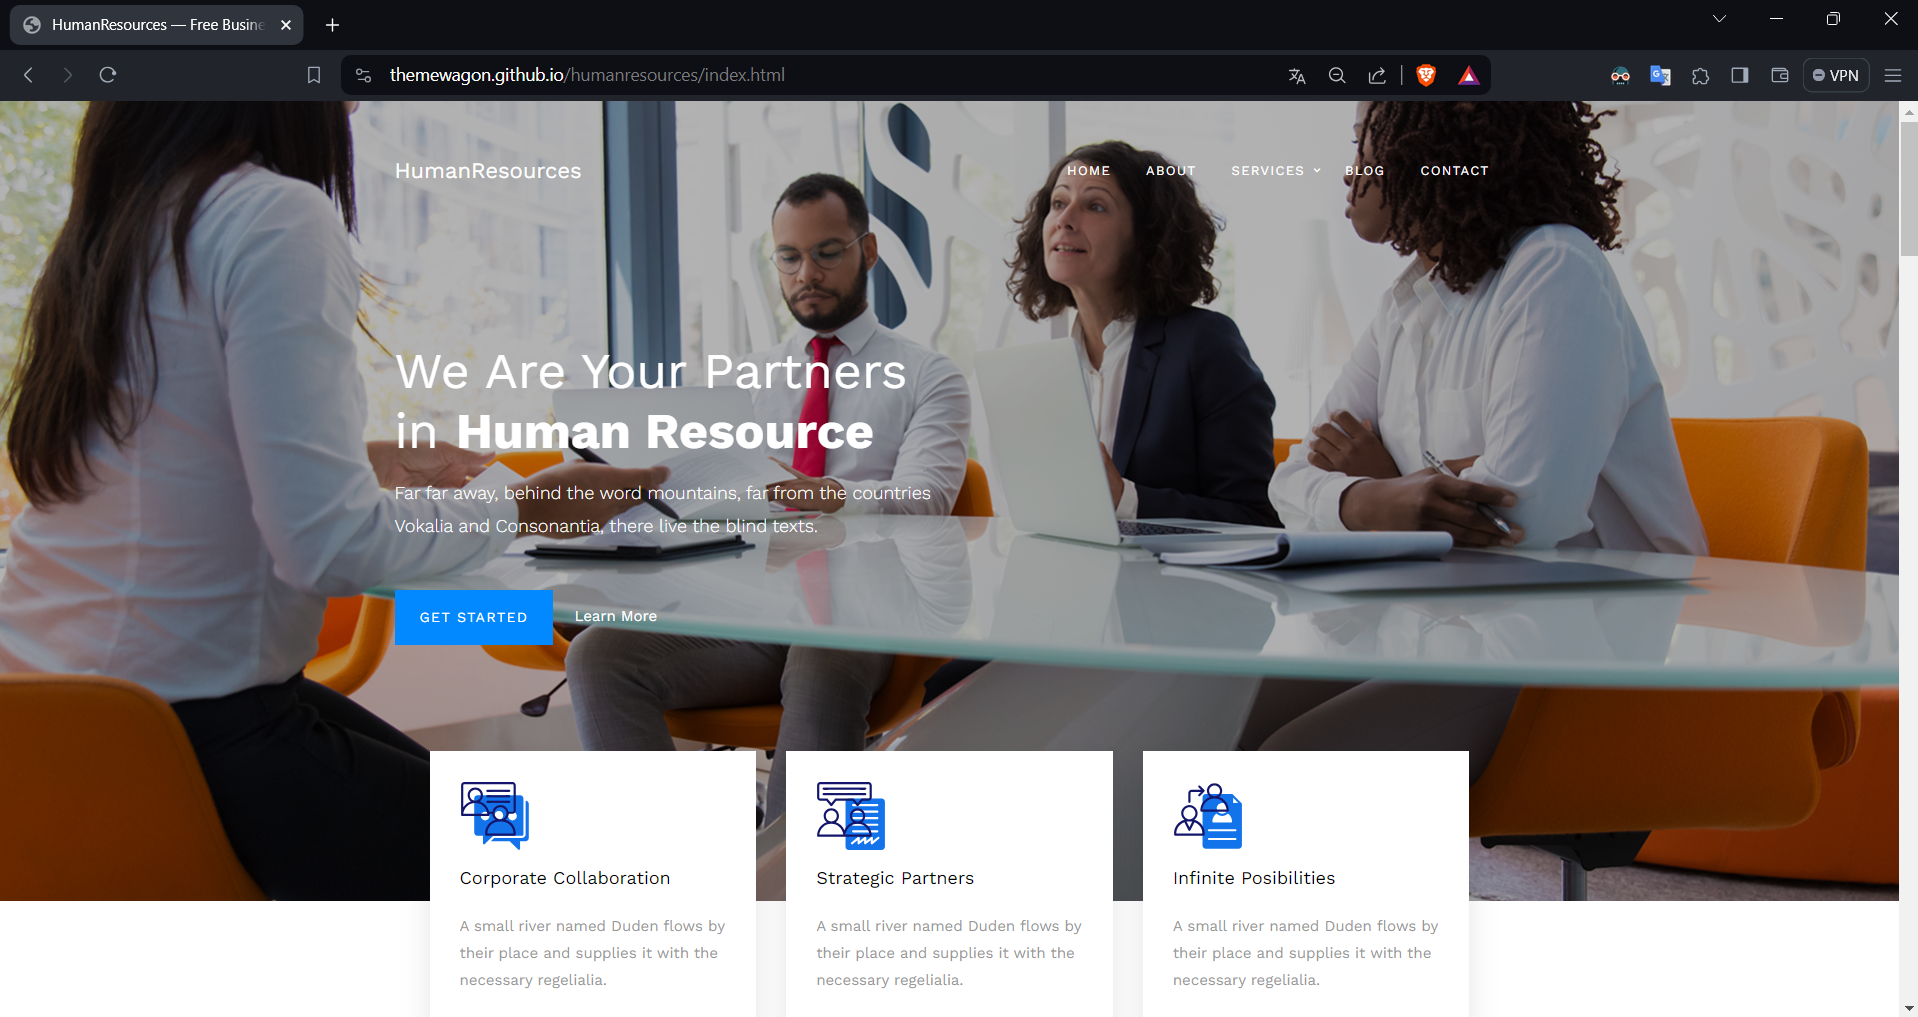 HumanResources — Free Busine
themewagon.github.io/humanresources/index.html
VPN
HumanResources
HOME
ABOUT
SERVICES
BLOG
CONTACT
We Are Your Partners
in Human Resource
Far far away, behind the word mountains, far from the countries
Vokalia and Consonantia, there live the blind texts.
GET STARTED
Learn More
Corporate Collaboration
A small river named Duden flows by
their place and supplies it with the
necessary regelialia.
Strategic Partners
A small river named Duden flows by
their place and supplies it with the
necessary regelialia.
Infinite Posibilities
A small river named Duden flows by
their place and supplies it with the
necessary regelialia.